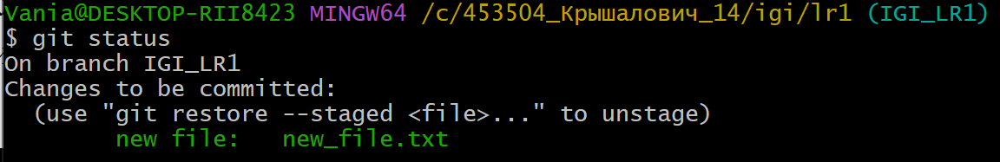 Vania@DESKTOP-RII8423 MINGW64 /c/453504_Крышалович_14/igi/lr1 (IGI_LR1)
$ git status
On branch IGI_LR1
Changes to be committed:
  (use "git restore --staged <file>..." to unstage)
        new file:   new_file.txt